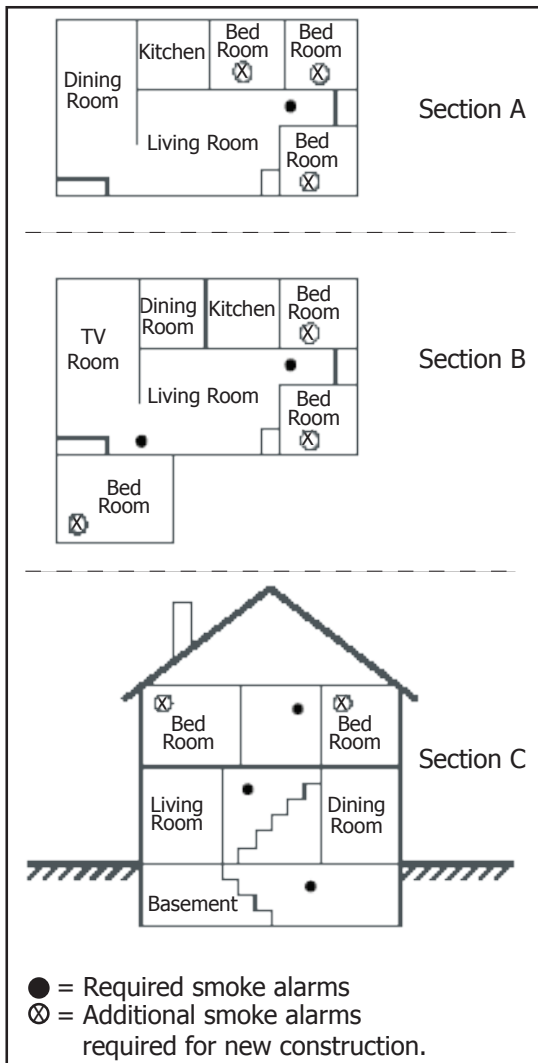 Bed
Room
Bed
Room
Kitchen
Dining
Room
Section A
Living Room
Bed
Room
Bed
Room
Dining
Room
Kitchen
TV
Room
Section B
Living Room
Bed
Room
Bed
Room
Bed
Room
Bed
Room
Section C
Living
Room
Dining
Room
Basement
= Required smoke alarms
= Additional smoke alarms
required for new construction.